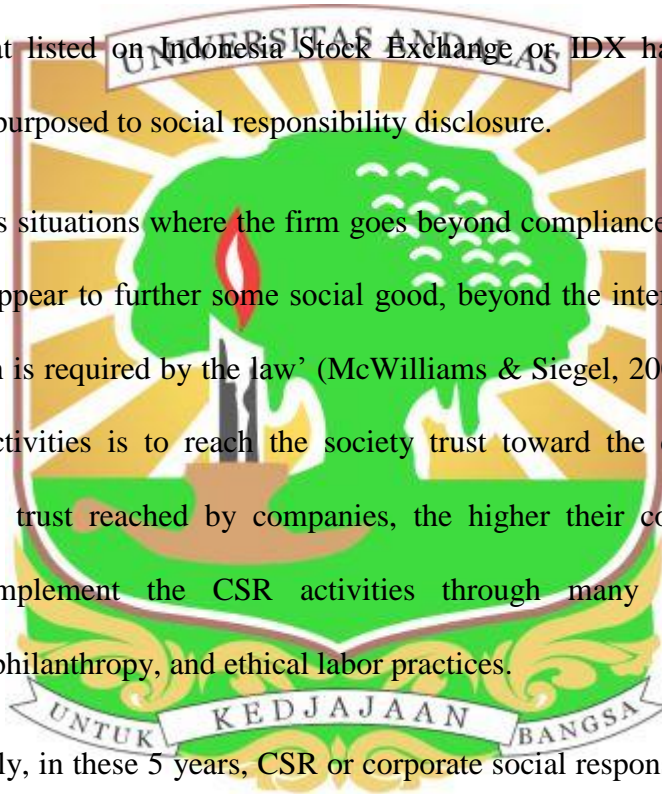 UNIVERSITAS ANDALAS
at listed on Indonesia Stock Exchange or IDX ha
purposed to social responsibility disclosure.
s situations where the firm goes beyond compliance
ppear to further some social good, beyond the inter
n is required by the law’ (McWilliams & Siegel, 200
ctivities is to reach the society trust toward the
trust reached by companies, the higher their co
mplement the CSR activities through many
philanthropy, and ethical labor practices.
UNTUK KEDJAJAAN BANGSA
ly, in these 5 years, CSR or corporate social respon